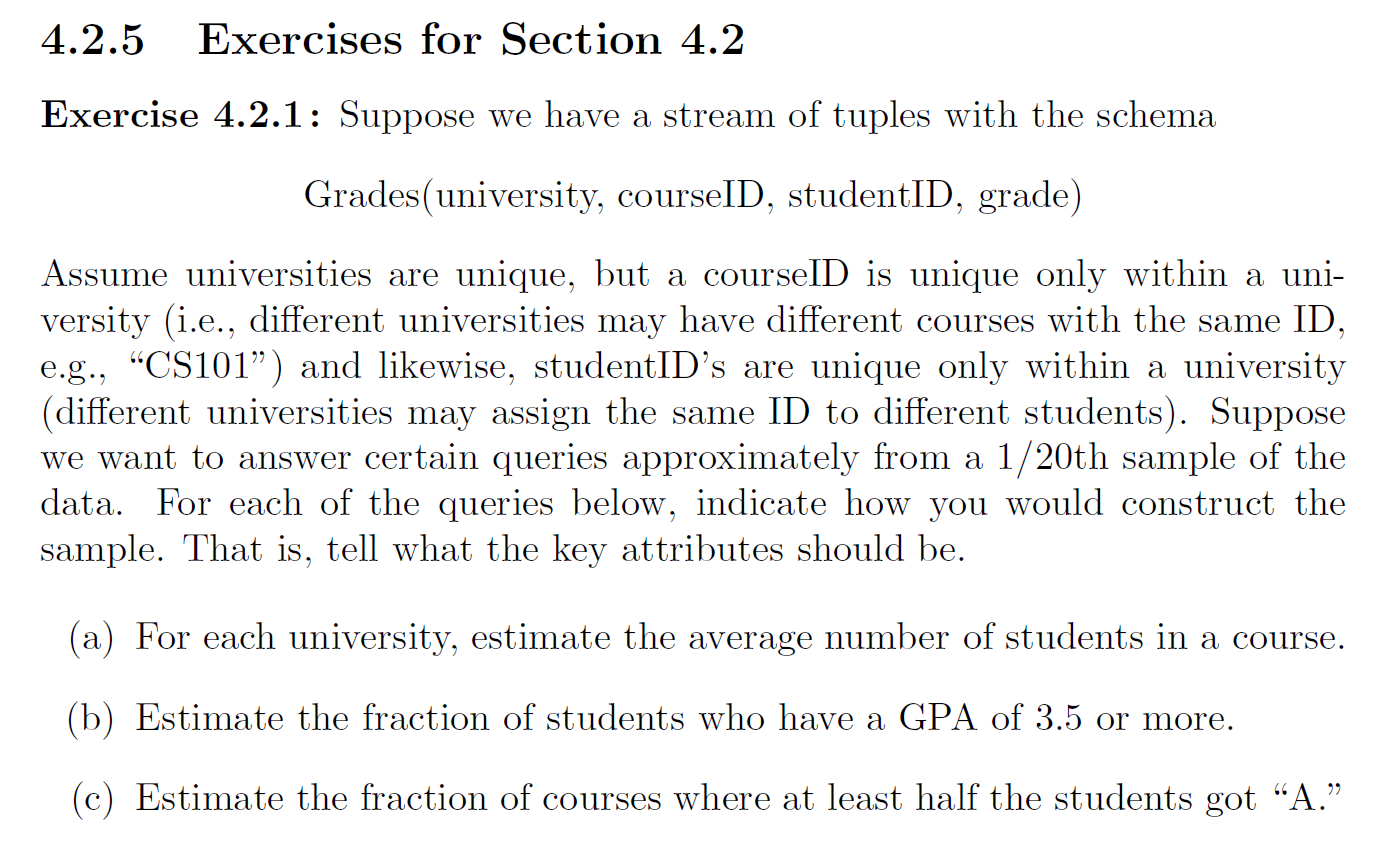 4.2.5 Exercises for Section 4.2
Exercise 4.2.1: Suppose we have a stream of tuples with the schema
Grades(university, courseID, studentID, grade)
Assume universities are unique, but a courseID is unique only within a uni-
versity (i.e., different universities may have different courses with the same ID,
e.g., “CS101”) and likewise, studentID’s are unique only within a university
(different universities may assign the same ID to different students). Suppose
we want to answer certain queries approximately from a 1/20th sample of the
data. For each of the queries below, indicate how you would construct the
sample. That is, tell what the key attributes should be.
(a) For each university, estimate the average number of students in a course.
(b) Estimate the fraction of students who have a GPA of 3.5 or more.
(c) Estimate the fraction of courses where at least half the students got “A.”